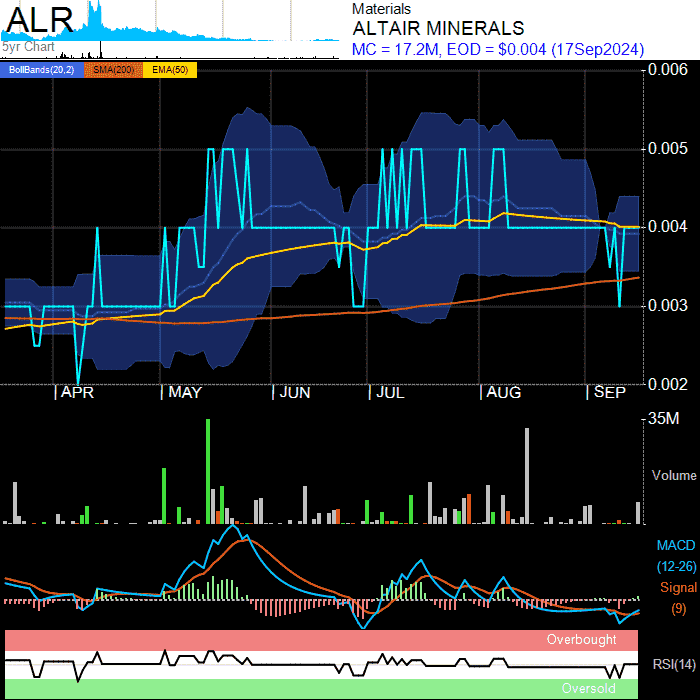 ALR
5yr Chart
Materials
ALTAIR MINERALS
MC = 17.2M, EOD = $0.004 (17Sep2024)
BollBands(20,2) SMA(200) EMA(50)
0.006
0.005
0.004
0.003
0.002
APR MAY JUN JUL AUG SEP
35M
Volume
MACD
(12-26)
Signal
(9)
Overbought
RSI(14)
Oversold